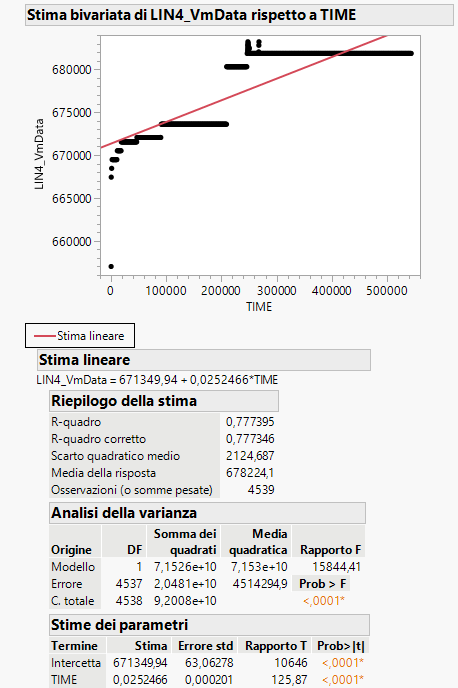 Stima bivariata di LIN4_VmData rispetto a TIME
680000
675000
670000
665000
660000
LIN4_VmData
0 100000 200000 300000 400000 500000
TIME
Stima lineare
Stima lineare
LIN4_VmData = 671349,94 + 0,0252466*TIME
Riepilogo della stima
R-quadro 0,777395
R-quadro corretto 0,777346
Scarto quadratico medio 2124,687
Media della risposta 678224,1
Osservazioni (o somme pesate) 4539
Analisi della varianza
Somma dei Media
Origine DF quadrati quadratica Rapporto F
Modello 1 7,1526e+10 7,153e+10 15844,41
Errore 4537 2,0481e+10 4514294,9 Prob > F
C. totale 4538 9,2008e+10 <,0001*
Stime dei parametri
Termine Stima Errore std Rapporto T Prob>|t|
Intercetta 671349,94 63,06278 10646 <,0001*
TIME 0,0252466 0,000201 125,87 <,0001*